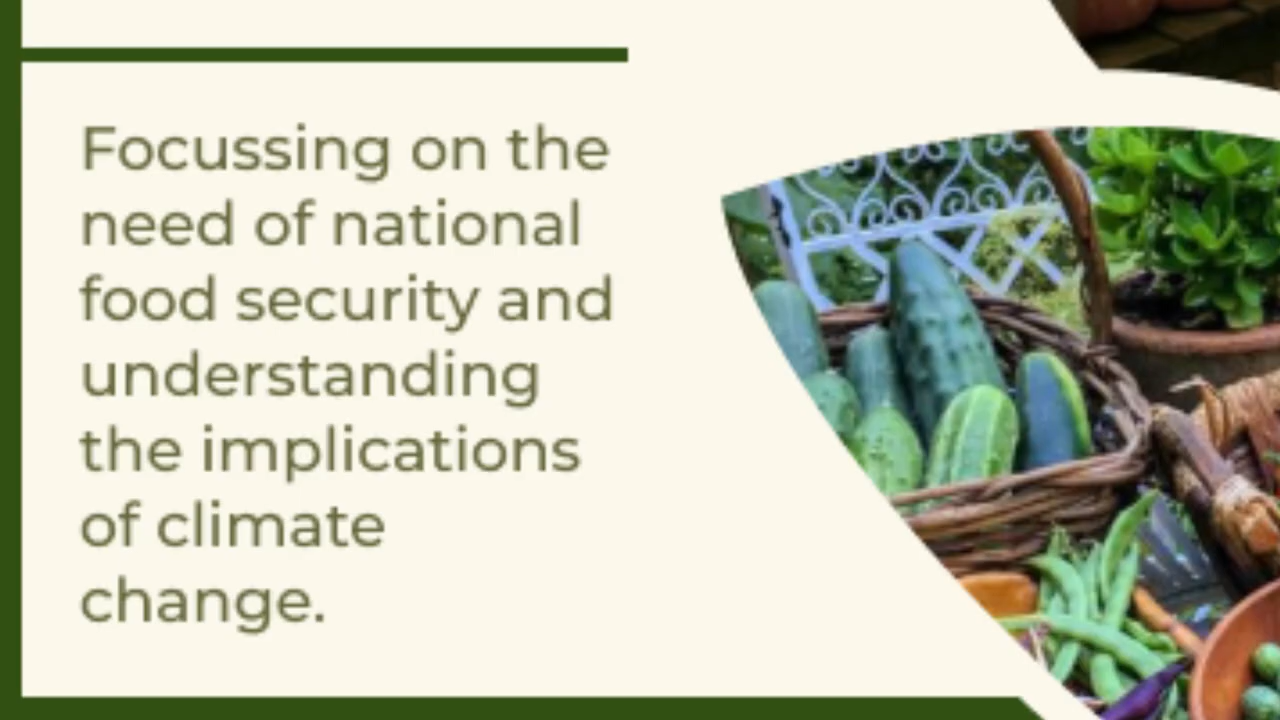 Focussing on the
need of national
food security and
understanding
the implications
of climate
change.